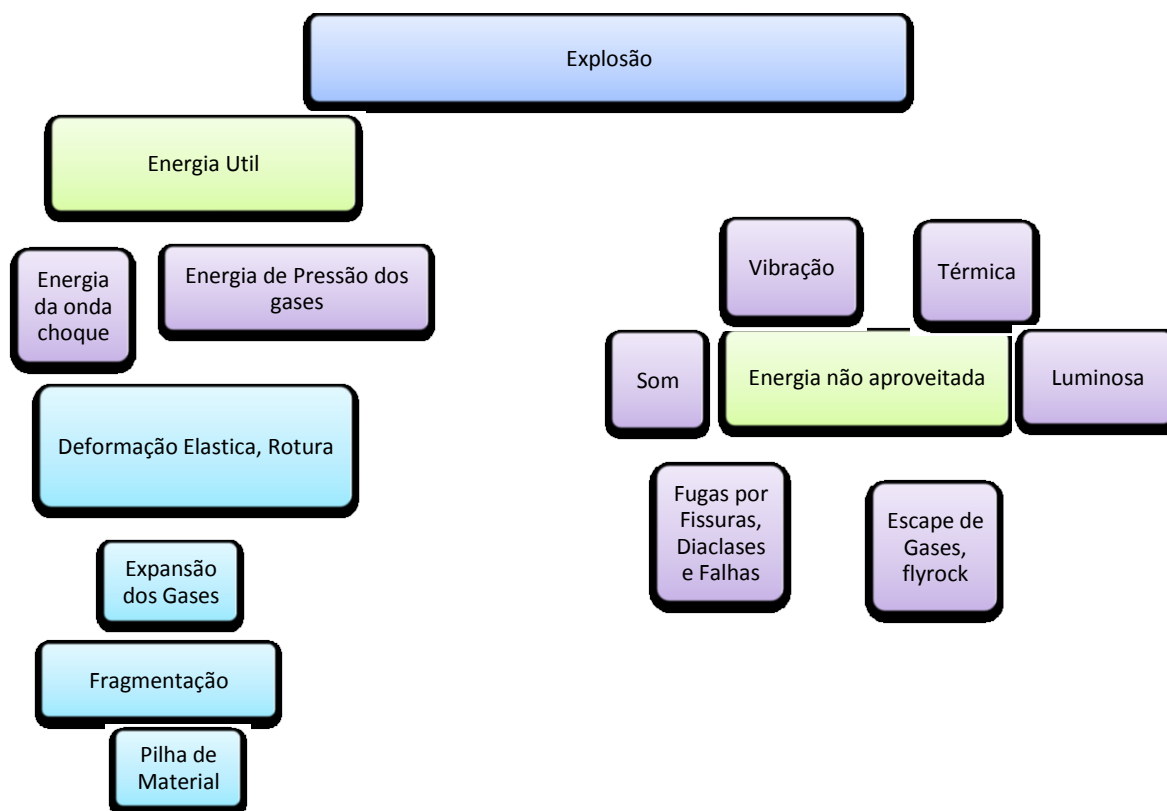 Explosão
Energia Util
Energia
da onda
choque
Energia de Pressão dos
gases
Deformação Elastica, Rotura
Expansão
dos Gases
Fragmentação
Pilha de
Material
Vibração
Térmica
Som
Energia não aproveitada
Luminosa
Fugas por
Fissuras,
Diaclases
e Falhas
Escape de
Gases,
flyrock